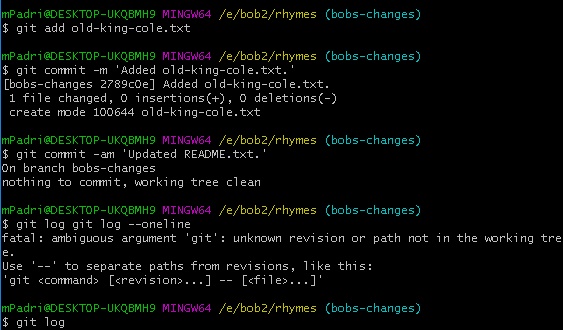 mPadri@DESKTOP-UKQBMH9 MINGW64 /e/bob2/rhymes (bobs-changes)
$ git add old-king-cole.txt
mPadri@DESKTOP-UKQBMH9 MINGW64 /e/bob2/rhymes (bobs-changes)
$ git commit -m 'Added old-king-cole.txt.'
[bobs-changes 2789c0e] Added old-king-cole.txt.
1 file changed, 0 insertions(+), 0 deletions(-)
create mode 100644 old-king-cole.txt
mPadri@DESKTOP-UKQBMH9 MINGW64 /e/bob2/rhymes (bobs-changes)
$ git commit -am 'Updated README.txt.'
On branch bobs-changes
nothing to commit, working tree clean
mPadri@DESKTOP-UKQBMH9 MINGW64 /e/bob2/rhymes (bobs-changes)
$ git log git log --oneline
fatal: ambiguous argument 'git': unknown revision or path not in the working tre
e.
Use '--' to separate paths from revisions, like this:
'git <command> [<revision>...] -- [<file>...]'
mPadri@DESKTOP-UKQBMH9 MINGW64 /e/bob2/rhymes (bobs-changes)
$ git log